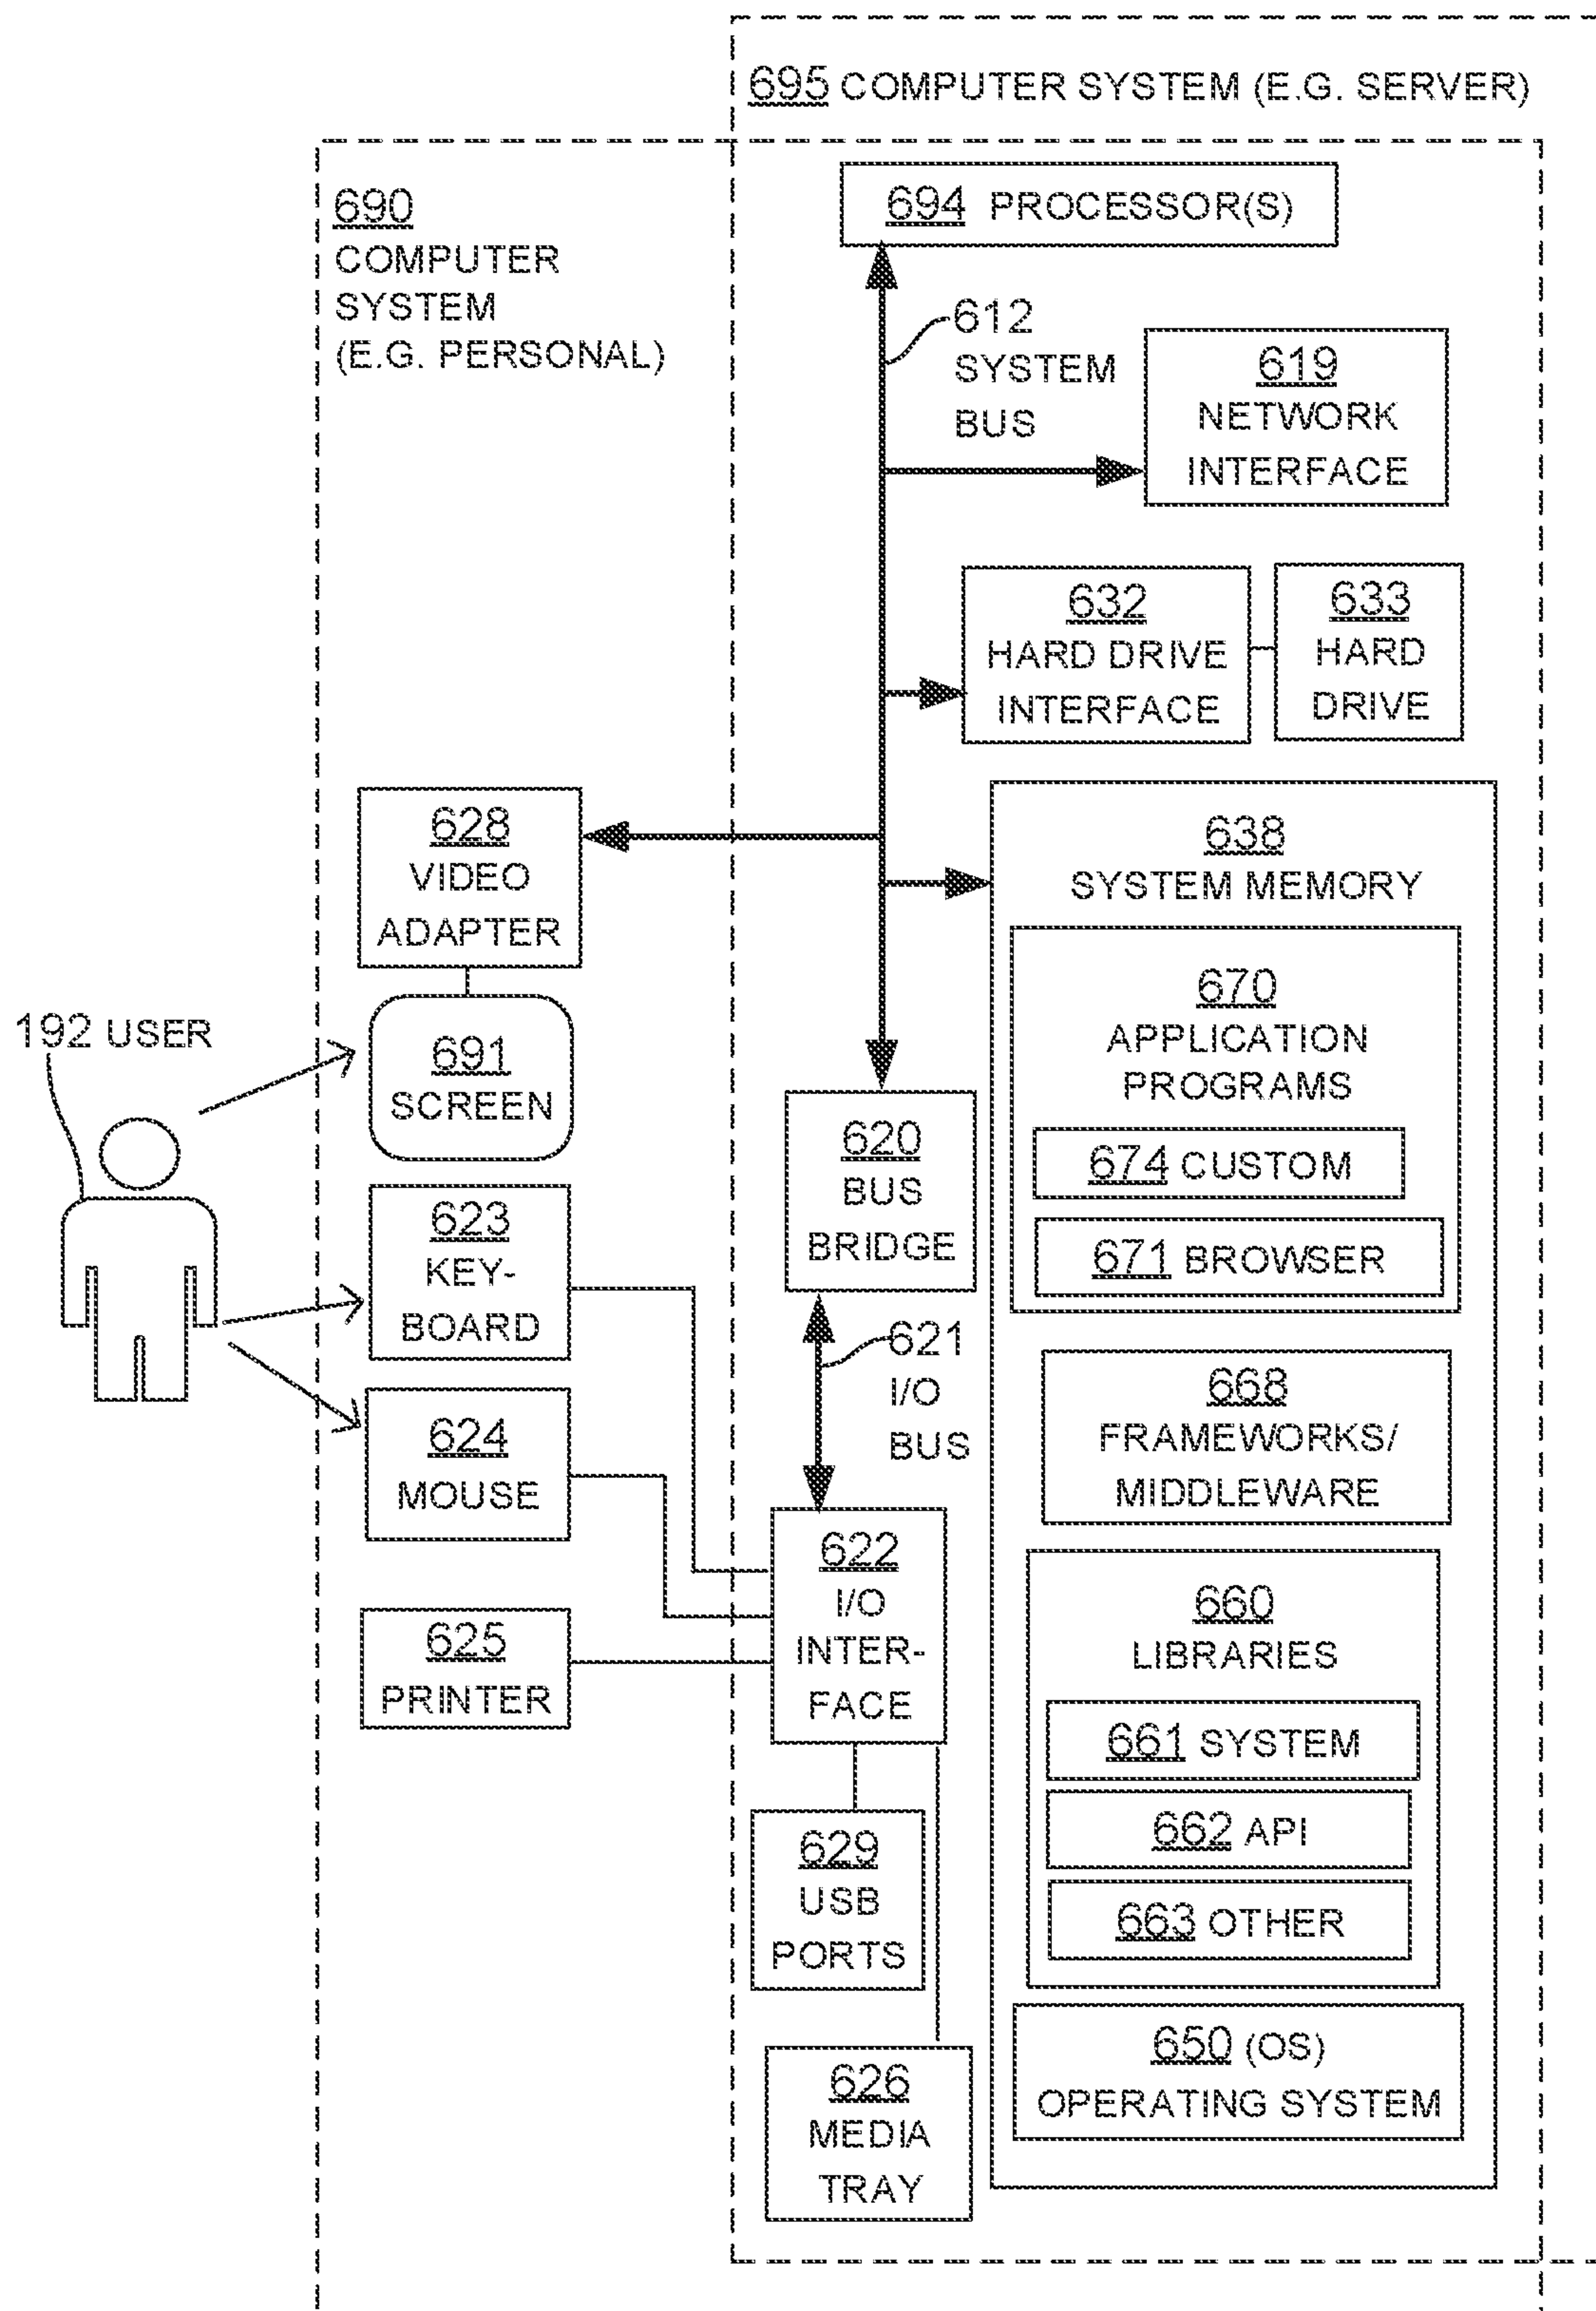 695 COMPUTER SYSTEM (E.G. SERVER)
690
COMPUTER
SYSTEM
(E.G. PERSONAL)
694 PROCESSOR(S)
612
SYSTEM
BUS
619
NETWORK
INTERFACE
632
HARD DRIVE
INTERFACE
633
HARD
DRIVE
628
VIDEO
ADAPTER
638
SYSTEM MEMORY
670
APPLICATION
PROGRAMS
674 CUSTOM
671 BROWSER
192 USER
691
SCREEN
620
BUS
BRIDGE
623
KEY-
BOARD
621
I/O
BUS
668
FRAMEWORKS/
MIDDLEWARE
624
MOUSE
622
I/O
INTER-
FACE
625
PRINTER
660
LIBRARIES
661 SYSTEM
662 API
663 OTHER
629
USB
PORTS
650 (OS)
OPERATING SYSTEM
626
MEDIA
TRAY